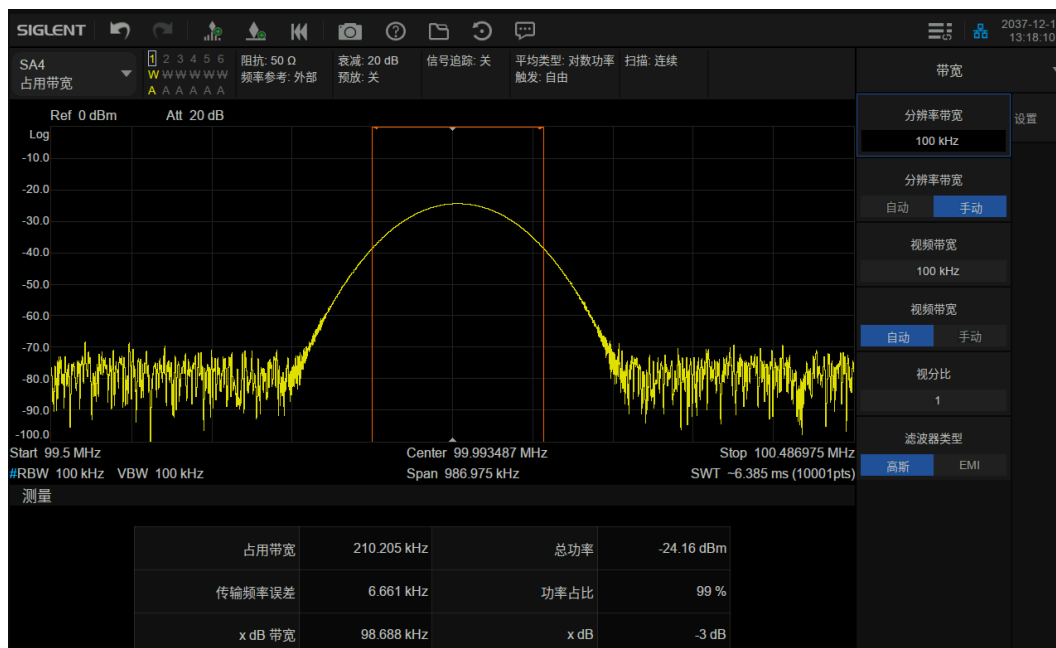 SIGLENT
2037-12-1
13:18:10
SA4
占用带宽
1 2 3 4 5 6
W W W W W W
A A A A A A
阻抗: 50 Ω
频率参考: 外部
衰减: 20 dB
预放: 关
信号追踪: 关
平均类型: 对数功率
触发: 自由
扫描: 连续
带宽
Ref 0 dBm
Att 20 dB
Log
-10.0
-20.0
-30.0
-40.0
-50.0
-60.0
-70.0
-80.0
-90.0
-100.0
Start 99.5 MHz
Center 99.993487 MHz
Stop 100.486975 MHz
#RBW 100 kHz VBW 100 kHz
Span 986.975 kHz
SWT ~6.385 ms (10001pts)
测量
占用带宽 210.205 kHz 总功率 -24.16 dBm
传输频率误差 6.661 kHz 功率占比 99 %
x dB 带宽 98.688 kHz x dB -3 dB
分辨率带宽
100 kHz
设置
分辨率带宽
自动 手动
视频带宽
100 kHz
视频带宽
自动 手动
视分比
1
滤波器类型
高斯 EMI